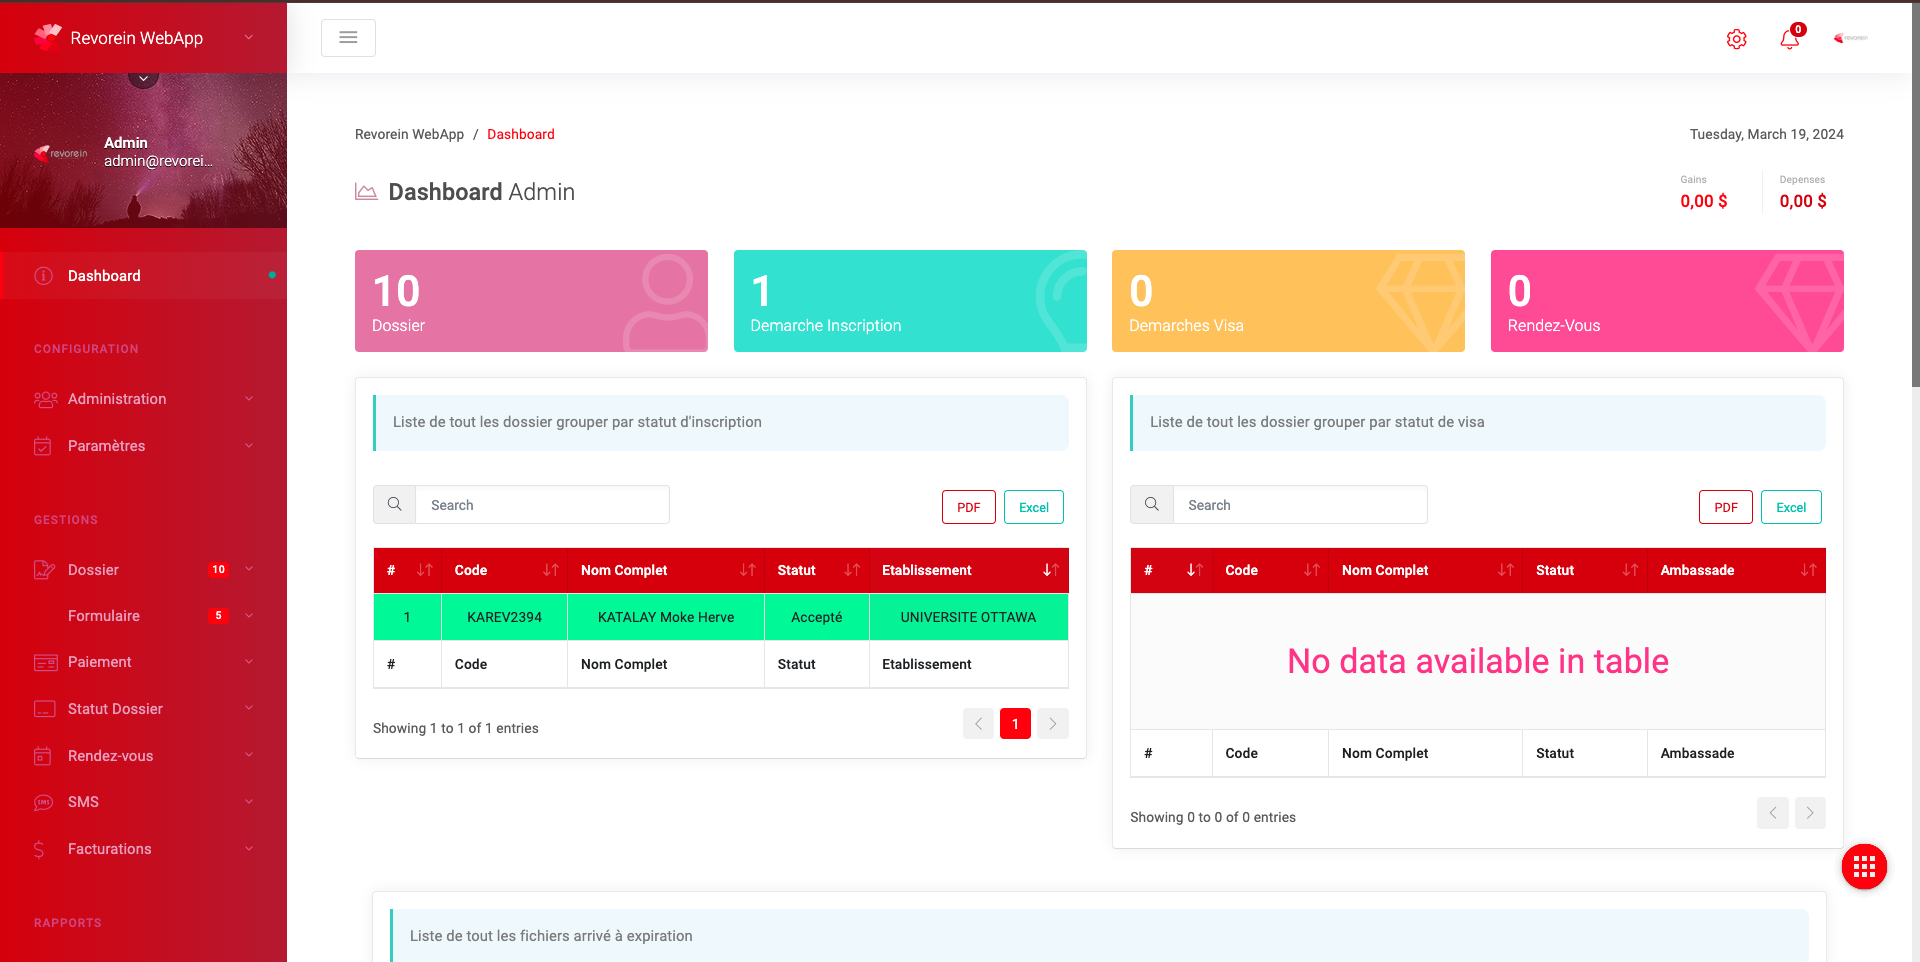 Revorein WebApp
0
revorein
revorein
Admin
admin@revorei...
Revorein WebApp / Dashboard
Tuesday, March 19, 2024
Dashboard Admin
Gains
0,00 $
Depenses
0,00 $
10
Dossier
1
Demarche Inscription
0
Demarches Visa
0
Rendez-Vous
Dashboard
CONFIGURATION
Administration
Paramètres
GESTIONS
Dossier 10
Formulaire 5
Paiement
Statut Dossier
Rendez-vous
SMS SMS
Facturations
RAPPORTS
Liste de tout les dossier grouper par statut d'inscription
Search
PDF
Excel
# Code Nom Complet Statut Etablissement
1 KAREV2394 KATALAY Moke Herve Accepté UNIVERSITE OTTAWA
# Code Nom Complet Statut Etablissement
Showing 1 to 1 of 1 entries
1
Liste de tout les dossier grouper par statut de visa
Search
PDF
Excel
# Code Nom Complet Statut Ambassade
No data available in table
# Code Nom Complet Statut Ambassade
Showing 0 to 0 of 0 entries
Liste de tout les fichiers arrivé à expiration